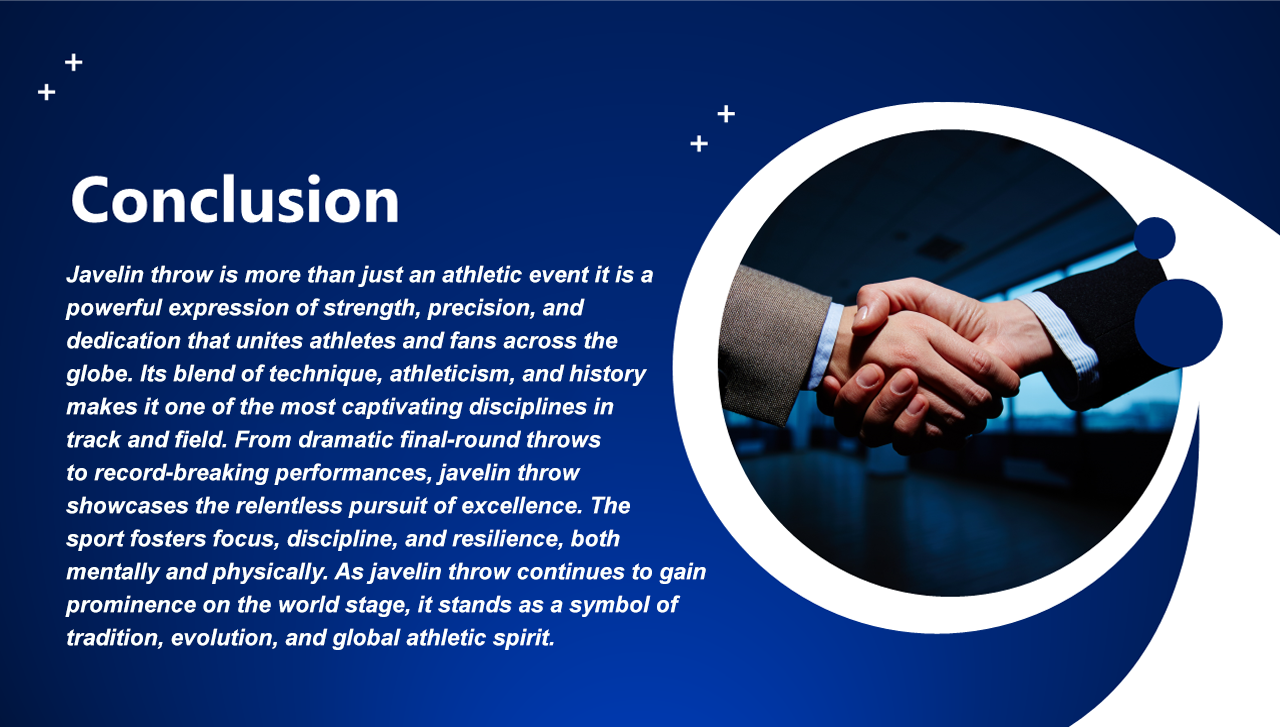 Conclusion
Javelin throw is more than just an athletic event it is a
powerful expression of strength, precision, and
dedication that unites athletes and fans across the
globe. Its blend of technique, athleticism, and history
makes it one of the most captivating disciplines in
track and field. From dramatic final-round throws
to record-breaking performances, javelin throw
showcases the relentless pursuit of excellence. The
sport fosters focus, discipline, and resilience, both
mentally and physically. As javelin throw continues to gain
prominence on the world stage, it stands as a symbol of
tradition, evolution, and global athletic spirit.